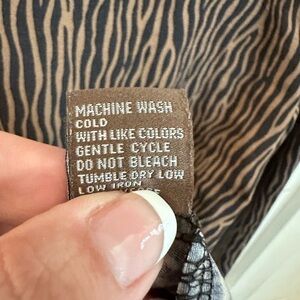 MACHINE WASH
COLD
WITH LIKE COLORS
GENTLE CYCLE
DO NOT BLEACH
TUMBLE DRY LOW
LOW IRON